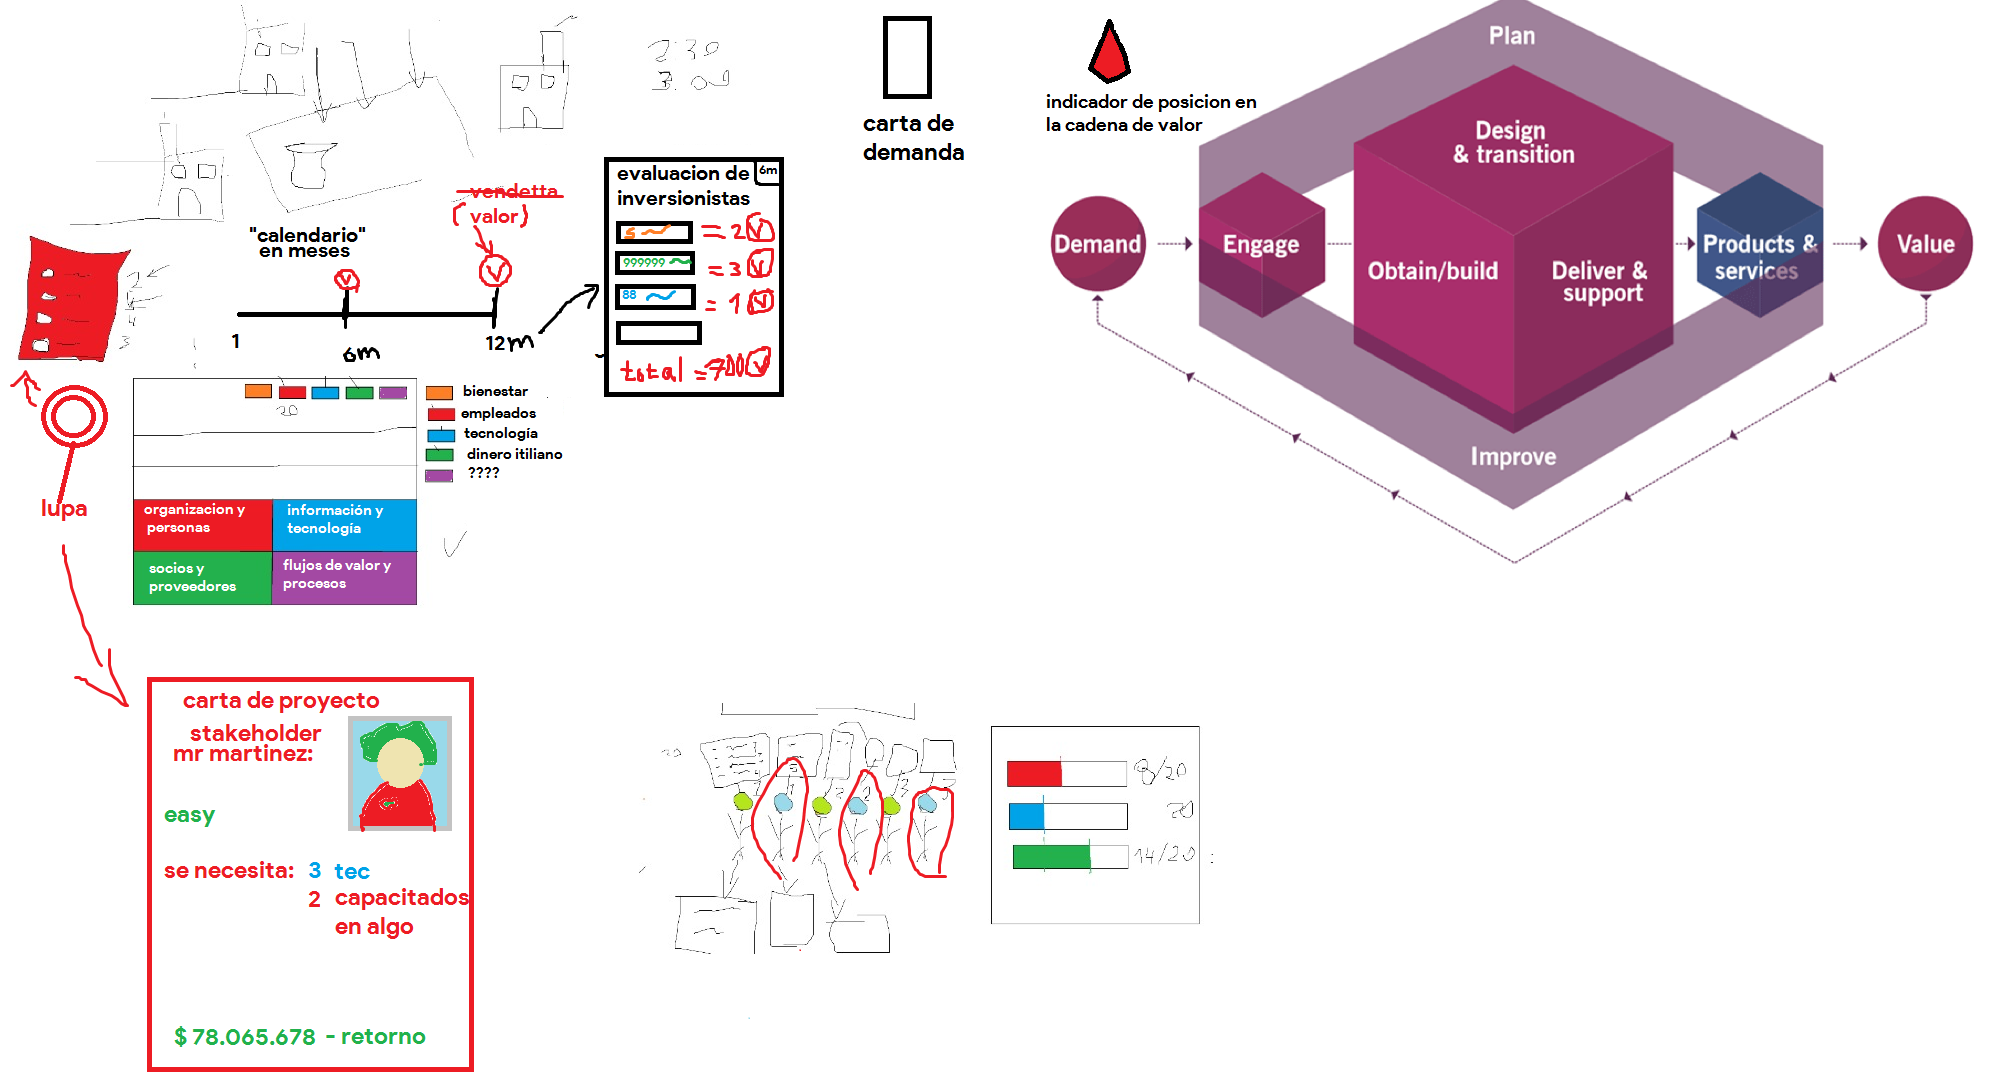 2:30
3:00
carta de
demanda
indicador de posicion en
la cadena de valor
Plan
Design
& transition
Demand
Engage
Obtain/build
Deliver &
support
Products &
services
Value
Improve
vendetta
(valor)
V
V
"calendario"
en meses
1
6m
12m
evaluacion de
inversionistas
6m
= 2 V
999999
= 3 V
88
= 1 V
total = 700 V
20
bienestar
empleados
tecnología
dinero itiliano
????
lupa
organizacion y
personas
información y
tecnología
socios y
proveedores
flujos de valor y
procesos
carta de proyecto
stakeholder
mr martinez:
easy
se necesita: 3 tec
2 capacitados
en algo
$ 78.065.678 - retorno
20
14/20